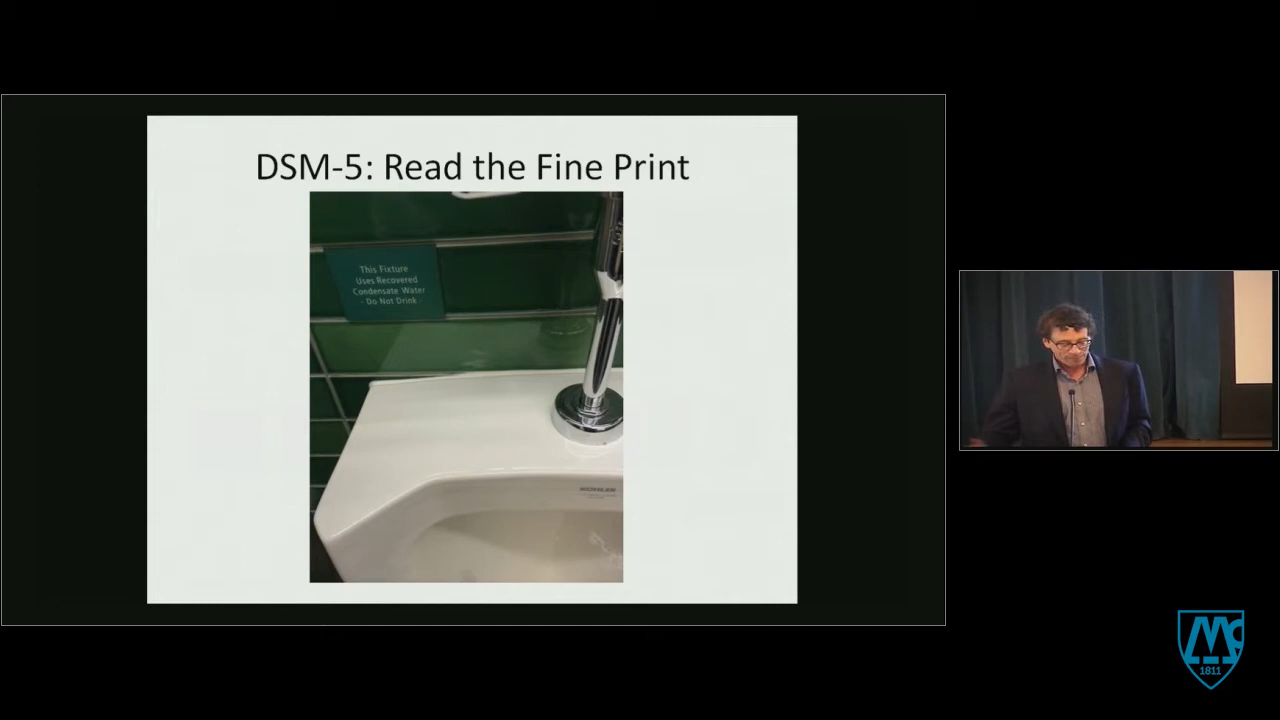 DSM-5: Read the Fine Print
This Fixture
Uses Recovered
Condensate Water
- Do Not Drink -
1811